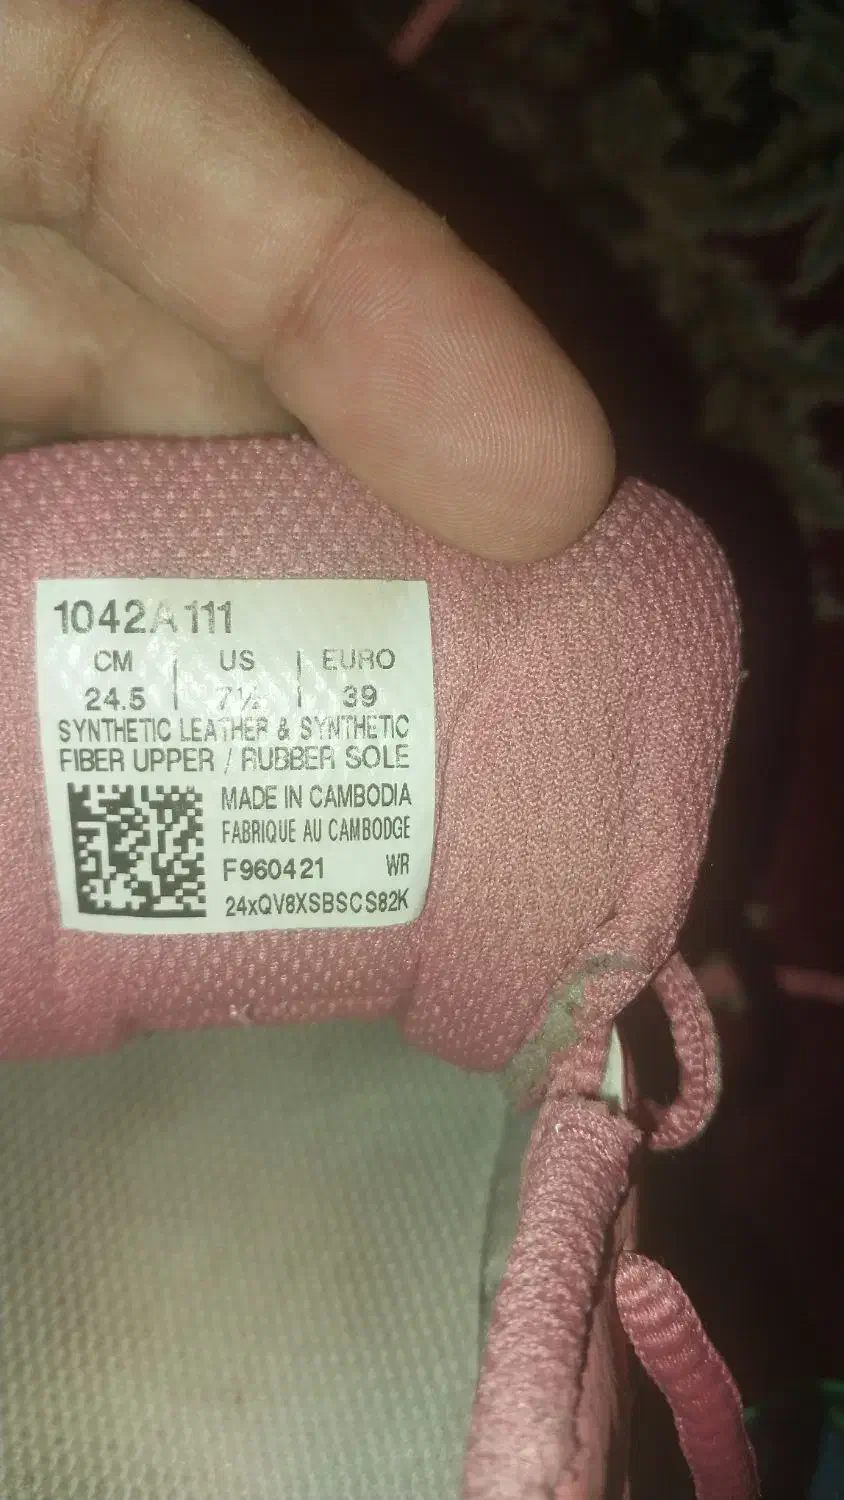 1042A111
CM | US | EURO
24.5 | 7½ | 39
SYNTHETIC LEATHER & SYNTHETIC
FIBER UPPER / RUBBER SOLE
MADE IN CAMBODIA
FABRIQUE AU CAMBODGE
F960421 WR
24xQV8XSBSCS82K